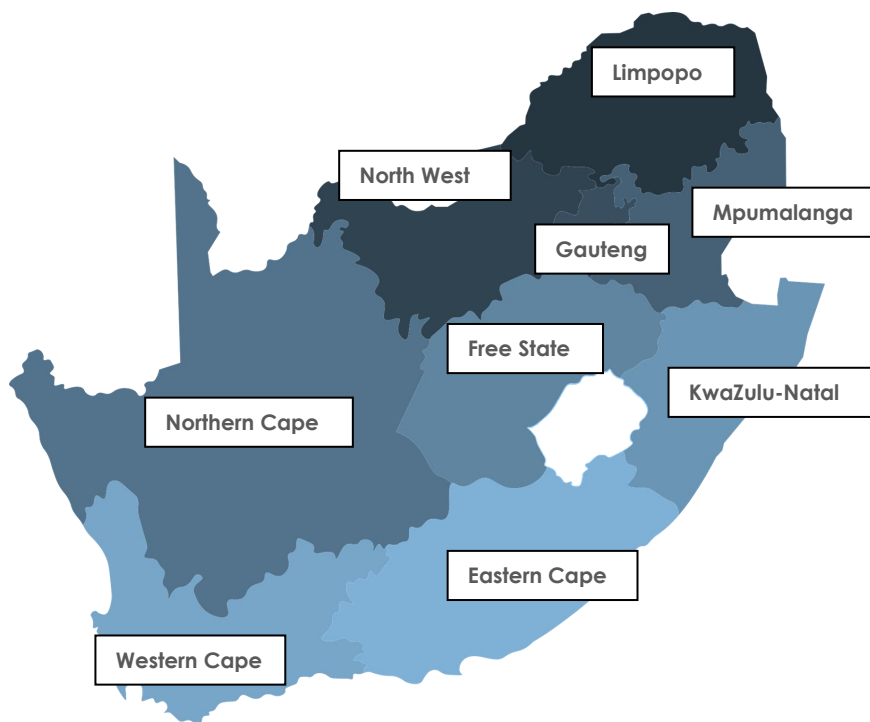 Limpopo
North West
Mpumalanga
Gauteng
Free State
KwaZulu-Natal
Northern Cape
Eastern Cape
Western Cape